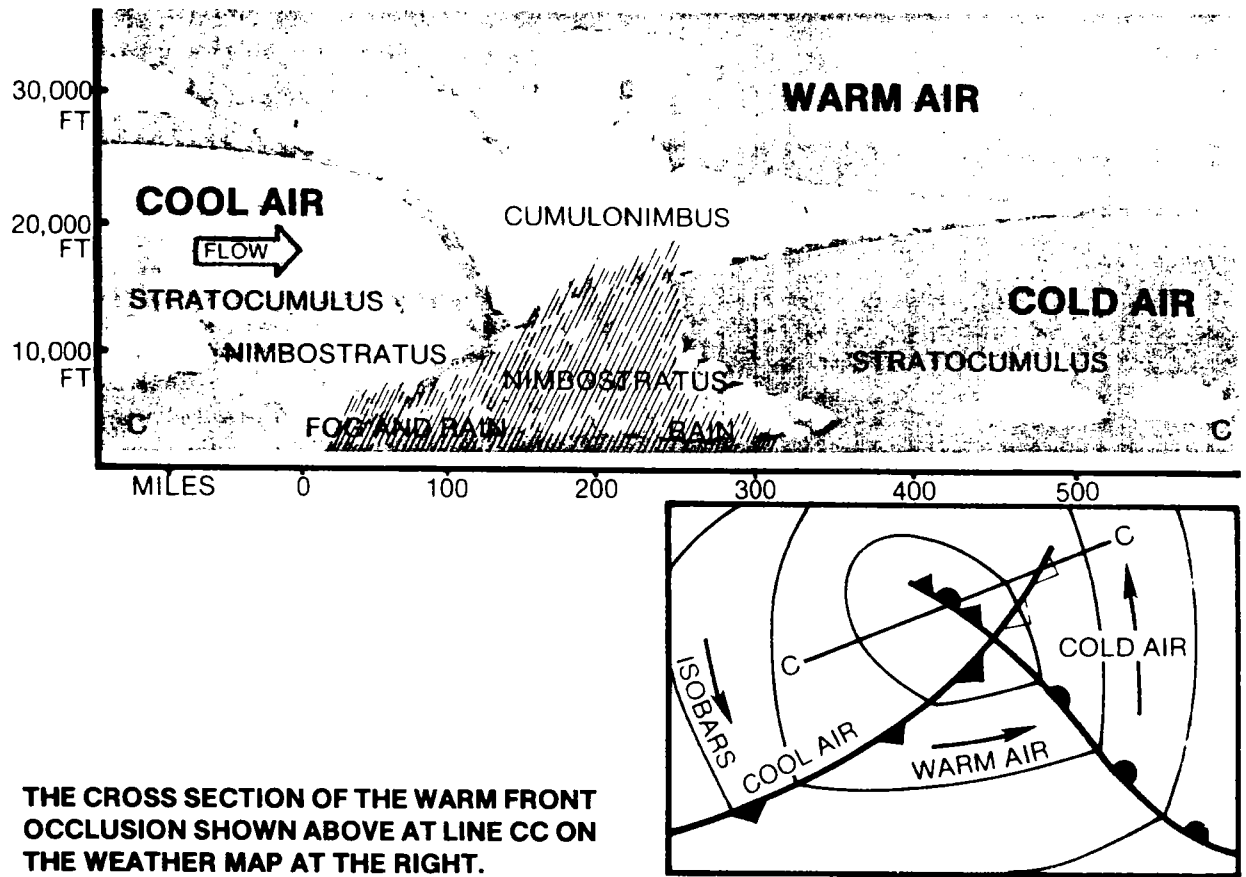 30,000
FT
WARM AIR
COOL AIR
20,000
FT
FLOW
CUMULONIMBUS
STRATOCUMULUS
COLD AIR
10,000
FT
NIMBOSTRATUS
NIMBOSTRATUS
STRATOCUMULUS
C
FOG AND RAIN
RAIN
C
MILES
0
100
200
300
400
500
C
C
ISOBARS
COLD AIR
COOL AIR
WARM AIR
THE CROSS SECTION OF THE WARM FRONT
OCCLUSION SHOWN ABOVE AT LINE CC ON
THE WEATHER MAP AT THE RIGHT.